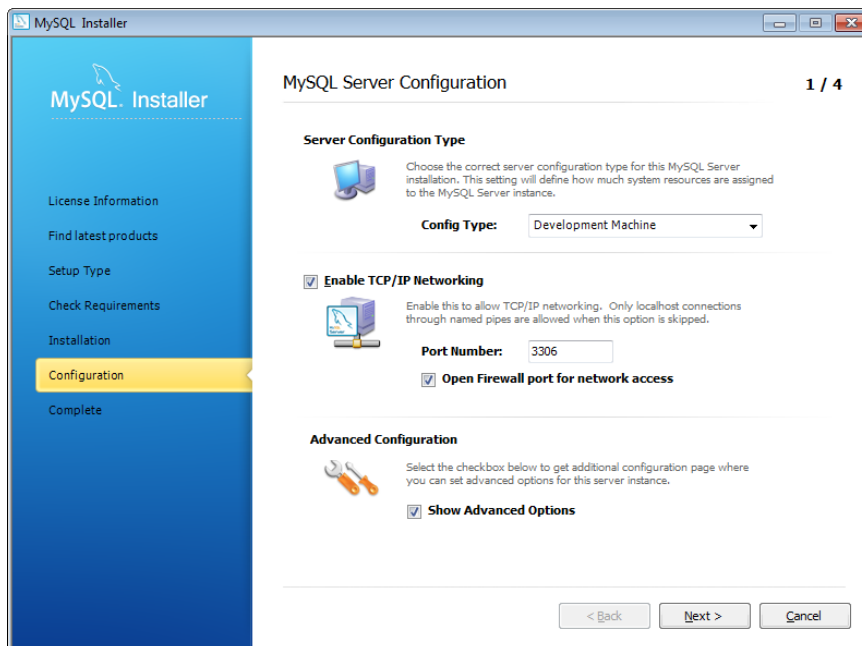 MySQL Installer
MySQL Server Configuration
1 / 4
MySQL. Installer
License Information
Find latest products
Setup Type
Check Requirements
Installation
Configuration
Complete
Server Configuration Type
Choose the correct server configuration type for this MySQL Server
installation. This setting will define how much system resources are assigned
to the MySQL Server instance.
Config Type: Development Machine
Enable TCP/IP Networking
Enable this to allow TCP/IP networking. Only localhost connections
through named pipes are allowed when this option is skipped.
Port Number: 3306
Open Firewall port for network access
Advanced Configuration
Select the checkbox below to get additional configuration page where
you can set advanced options for this server instance.
Show Advanced Options
< Back
Next >
Cancel